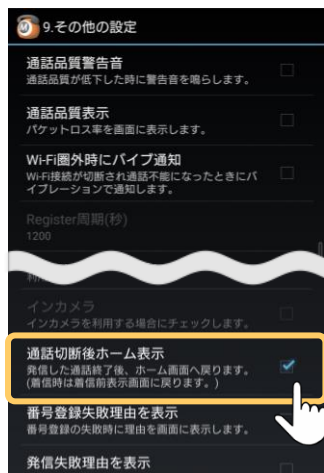 9.その他の設定
通話品質警告音
通話品質が低下した時に警告音を鳴らします。
通話品質表示
パケットロス率を画面に表示します。
Wi-Fi圏外時にバイブ通知
Wi-Fi接続が切断され通話不能になったときにバ
イブレーションで通知します。
Register周期(秒)
1200
インカメラ
インカメラを利用する場合にチェックします。
通話切断後ホーム表示
発信した通話終了後、ホーム画面へ戻ります。
(着信時は着信前表示画面に戻ります。)
番号登録失敗理由を表示
番号登録の失敗時に理由を画面に表示します。
発信失敗理由を表示